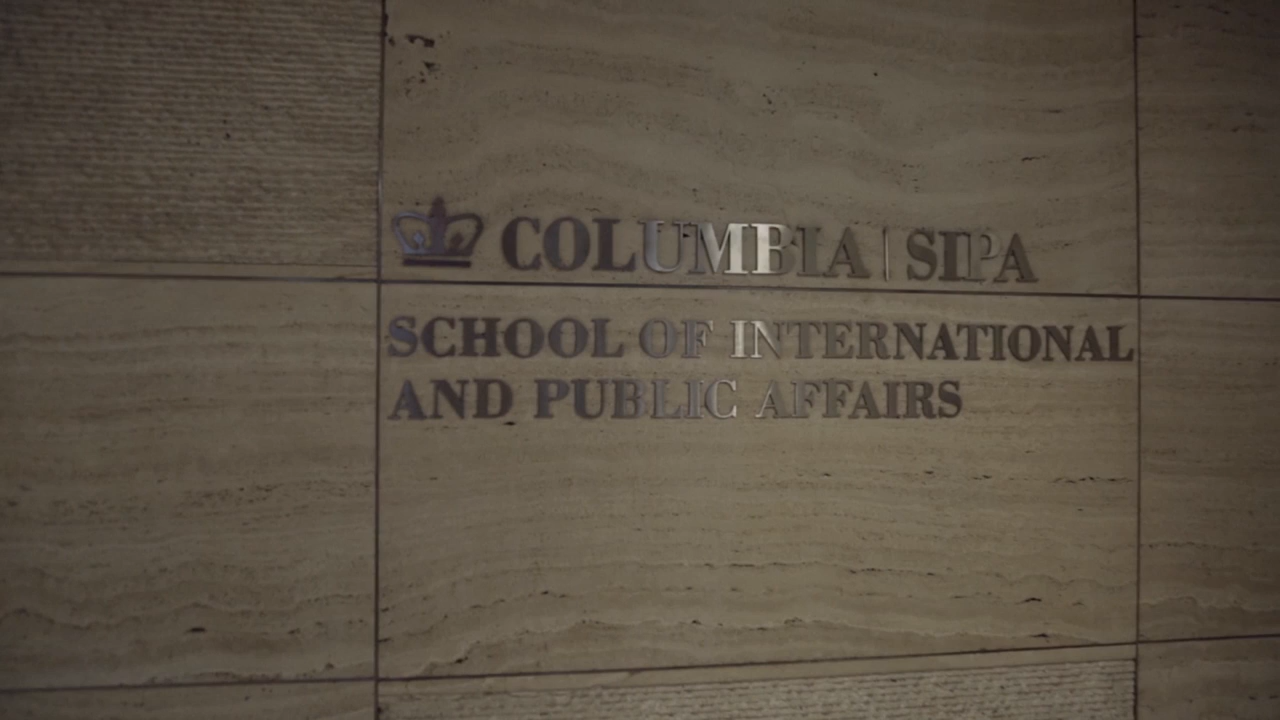 COLUMBIA | SIPA
SCHOOL OF INTERNATIONAL
AND PUBLIC AFFAIRS